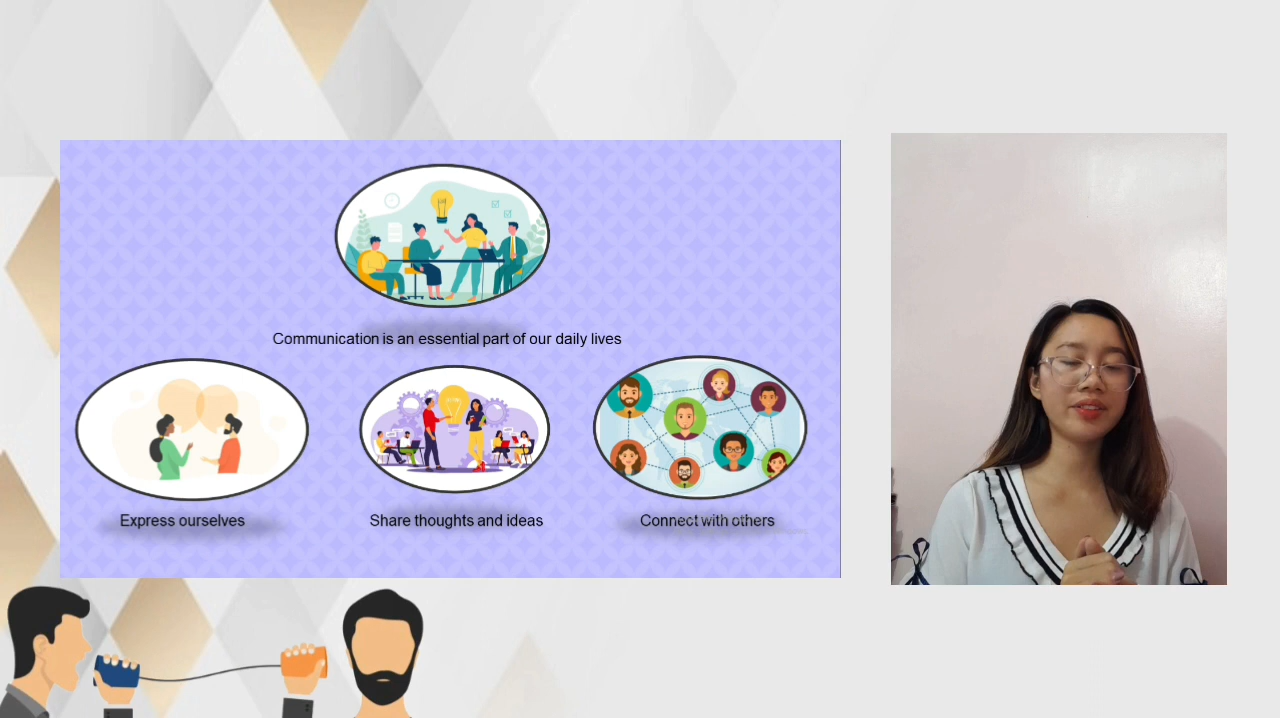 Communication is an essential part of our daily lives
Express ourselves
Share thoughts and ideas
Connect with others